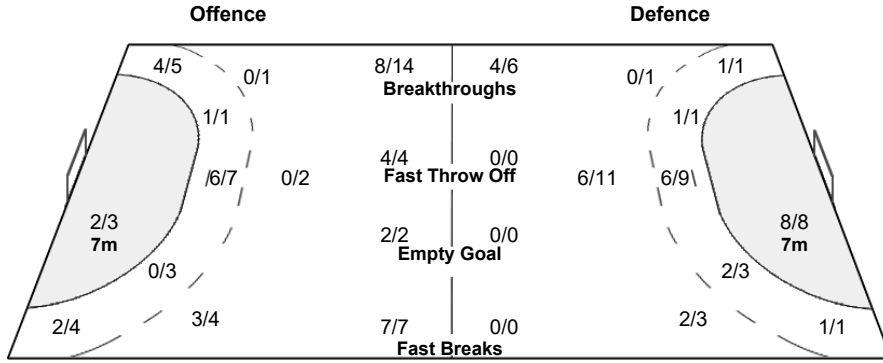 Offence Defence
4/5 0/1 8/14 4/6 0/1 1/1
Breakthroughs
1/1 1/1
4/4 0/0
6/7 0/2 Fast Throw Off 6/11 6/9
2/3 2/2 0/0 8/8
7m Empty Goal 7m
0/3 2/3
2/4 3/4 7/7 0/0 2/3 1/1
Fast Breaks